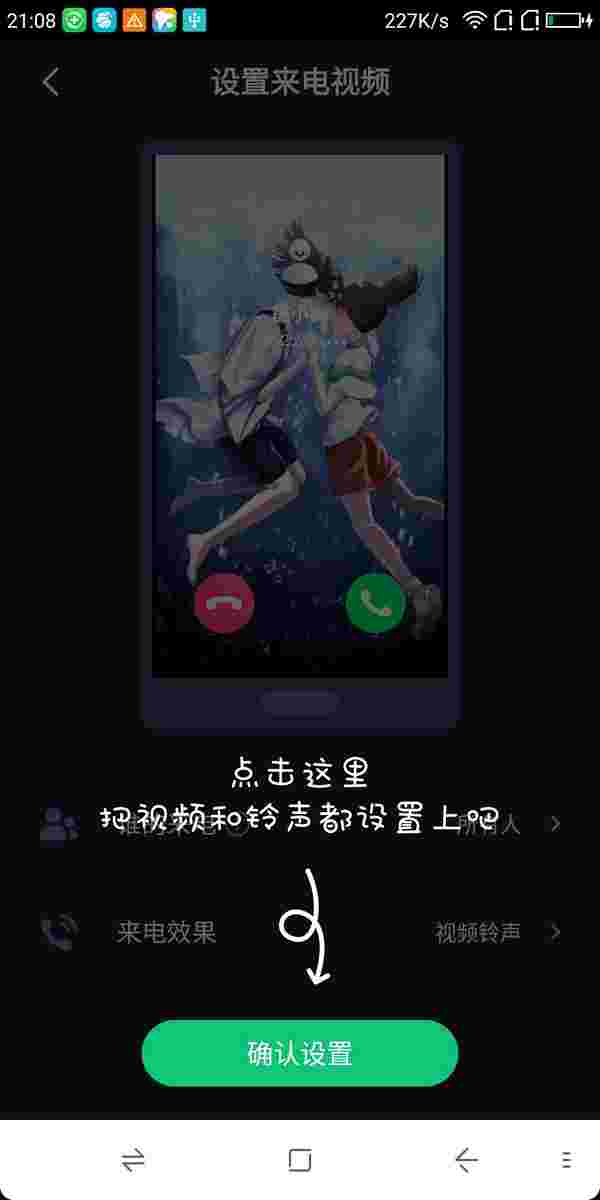 21:08 227K/s
设置来电视频
点击这里
把视频和铃声都设置上吧
谁的来电 所有人
来电效果 视频铃声
确认设置